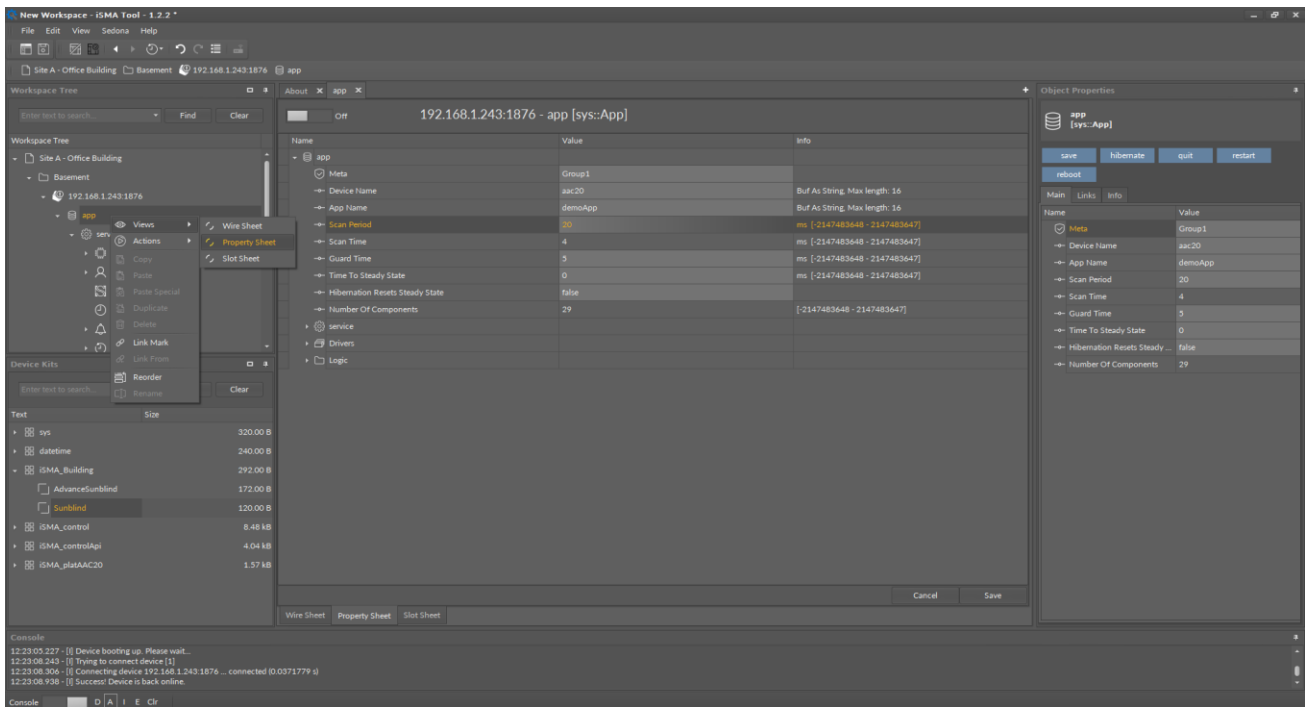 New Workspace - iSMA Tool - 1.2.2 *
File Edit View Sedona Help
Site A - Office Building Basement 192.168.1.243:1876 app
Workspace Tree
Enter text to search... Find Clear
Workspace Tree
Site A - Office Building
Basement
192.168.1.243:1876
app
serv
Views
Actions
Copy
Paste
Paste Special
Duplicate
Delete
Link Mark
Link From
Reorder
Rename
Wire Sheet
Property Sheet
Slot Sheet
Device Kits
Enter text to search... Clear
Text Size
sys 320.00 B
datetime 240.00 B
iSMA_Building 292.00 B
AdvanceSunblind 172.00 B
Sunblind 120.00 B
iSMA_control 8.48 kB
iSMA_controlApi 4.04 kB
iSMA_platAAC20 1.57 kB
About app
Off 192.168.1.243:1876 - app [sys::App]
Name Value Info
app
Meta Group1
Device Name aac20 Buf As String, Max length: 16
App Name demoApp Buf As String, Max length: 16
Scan Period 20 ms [-2147483648 - 2147483647]
Scan Time 4 ms [-2147483648 - 2147483647]
Guard Time 5 ms [-2147483648 - 2147483647]
Time To Steady State 0 ms [-2147483648 - 2147483647]
Hibernation Resets Steady State false
Number Of Components 29 [-2147483648 - 2147483647]
service
Drivers
Logic
Cancel Save
Wire Sheet Property Sheet Slot Sheet
Object Properties
app
[sys::App]
save hibernate quit restart
reboot
Main Links Info
Name Value
Meta Group1
Device Name aac20
App Name demoApp
Scan Period 20
Scan Time 4
Guard Time 5
Time To Steady State 0
Hibernation Resets Steady ... false
Number Of Components 29
Console
12:23:05.227 - [I] Device booting up. Please wait...
12:23:08.243 - [I] Trying to connect device [1]
12:23:08.306 - [I] Connecting device 192.168.1.243:1876 ... connected (0.0371779 s)
12:23:08.938 - [I] Success! Device is back online.
Console D A I E Clr